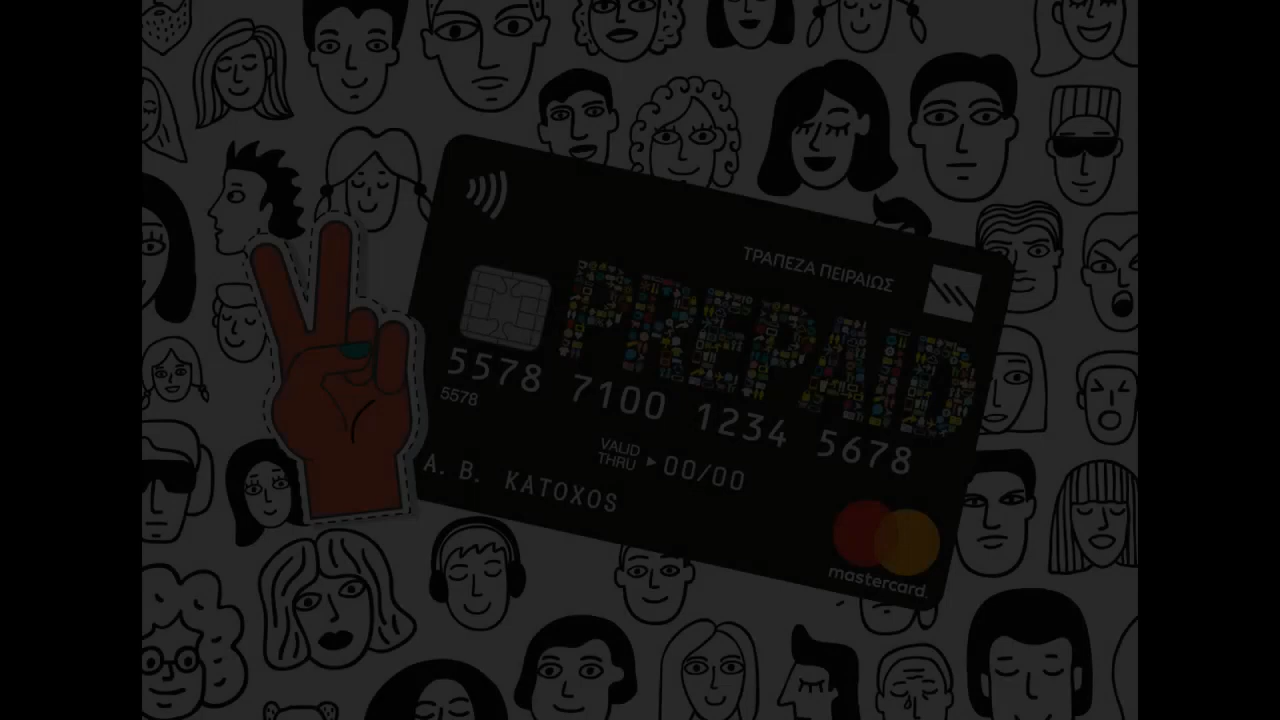 ΤΡΑΠΕΖΑ ΠΕΙΡΑΙΩΣ
PREPAID
5578 7100 1234 5678
5578
VALID
THRU
00/00
A. B. KATOXOS
mastercard.